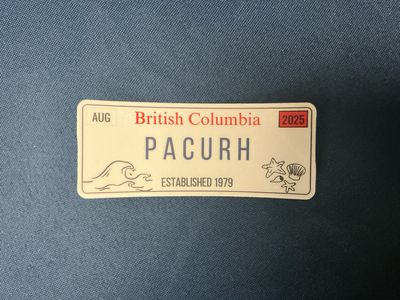 AUG British Columbia 2025
PACURH
ESTABLISHED 1979